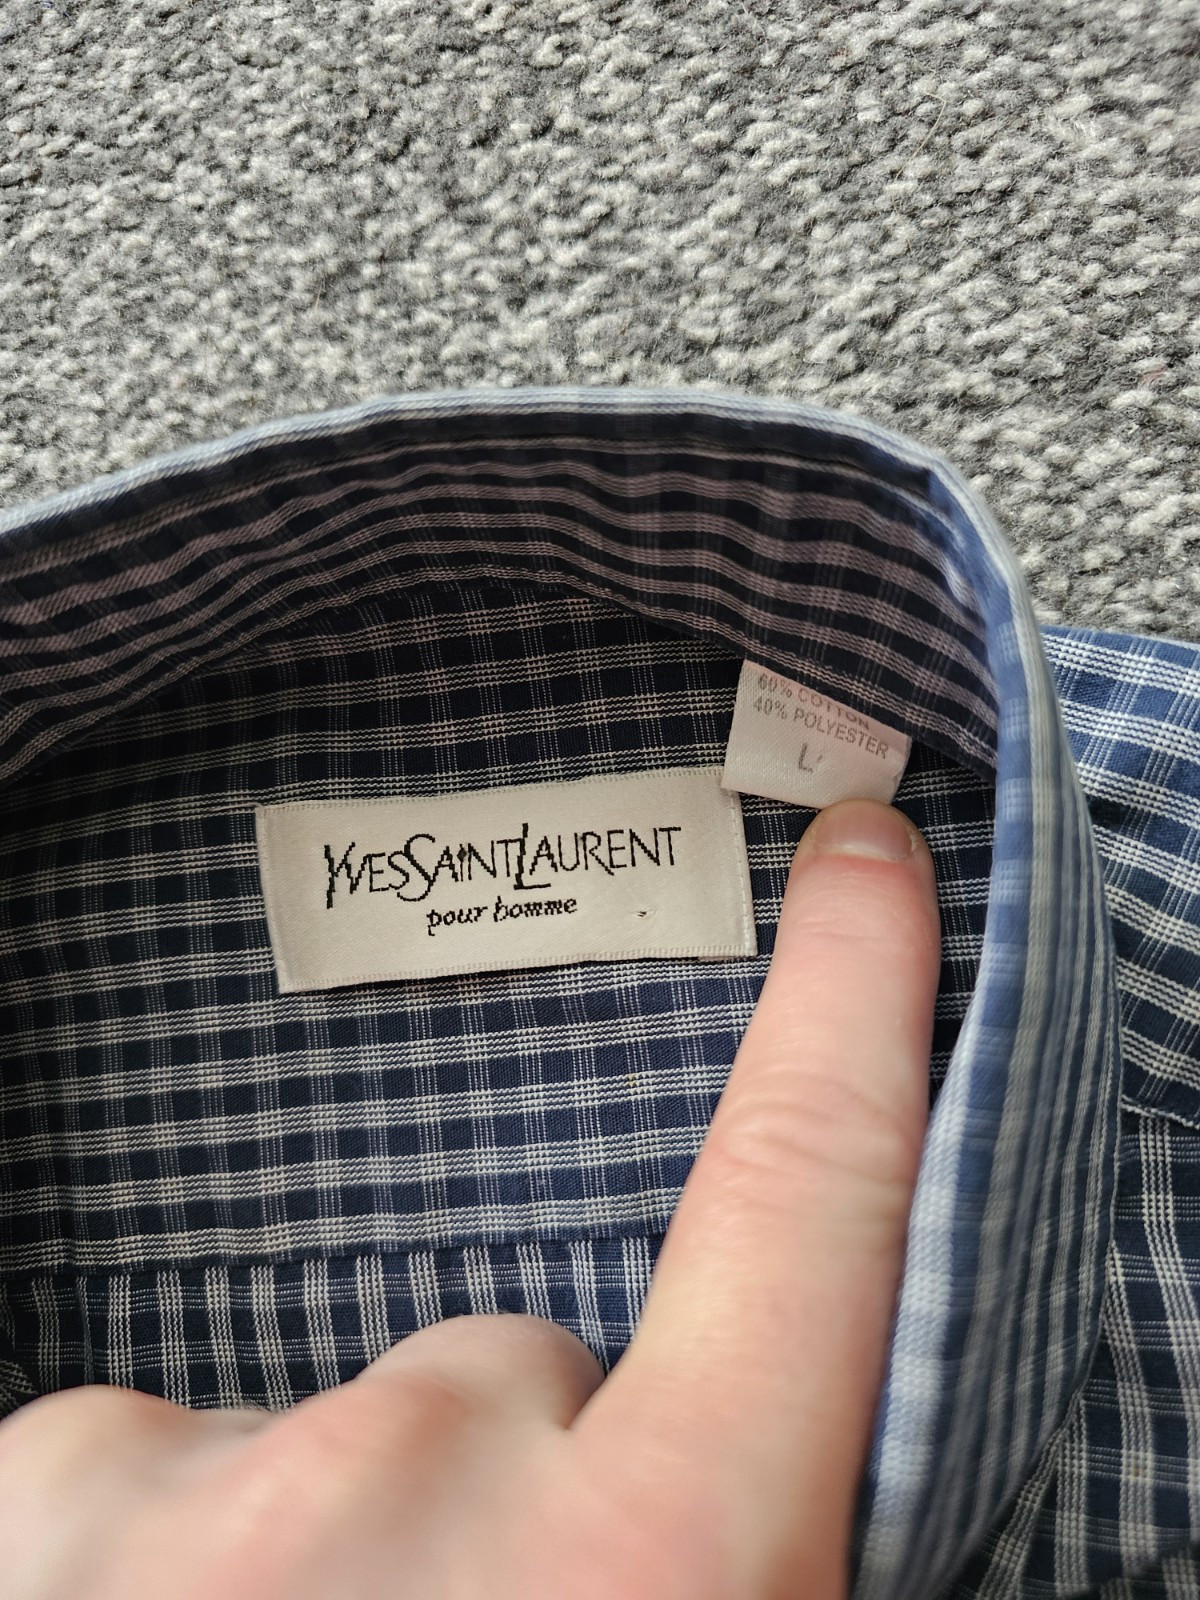 60% COTTON
40% POLYESTER
L
YVESSAINTLAURENT
pour homme